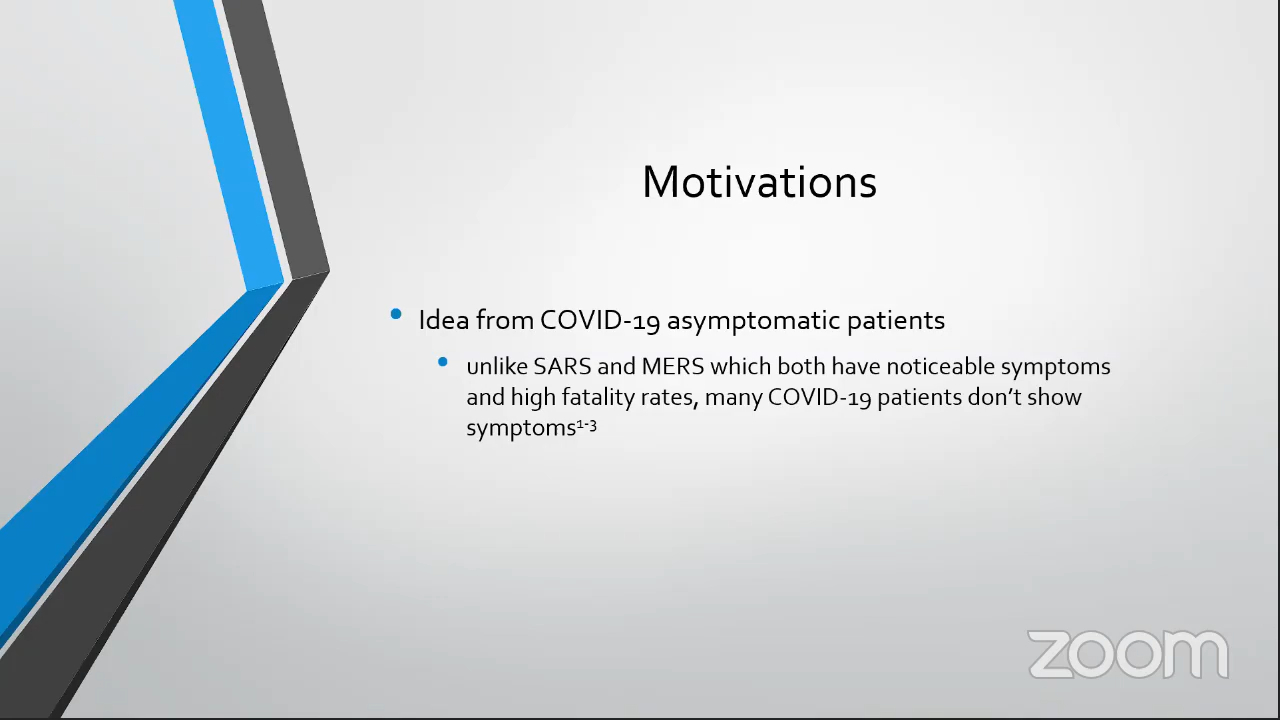 Motivations
Idea from COVID-19 asymptomatic patients
unlike SARS and MERS which both have noticeable symptoms
and high fatality rates, many COVID-19 patients don’t show
symptoms¹⁻³
zoom